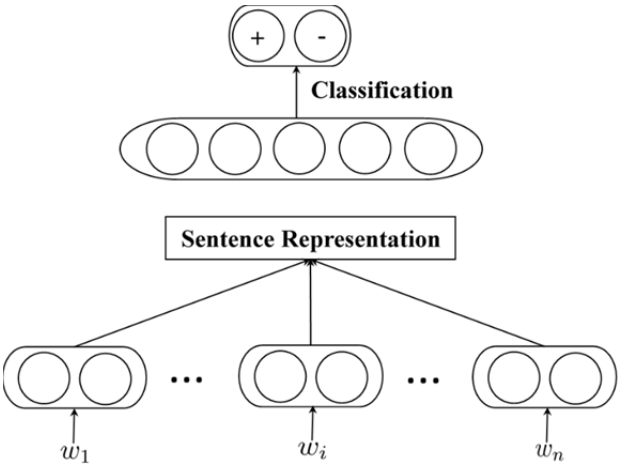 + -
Classification
Sentence Representation
... ...
w1 wi wn